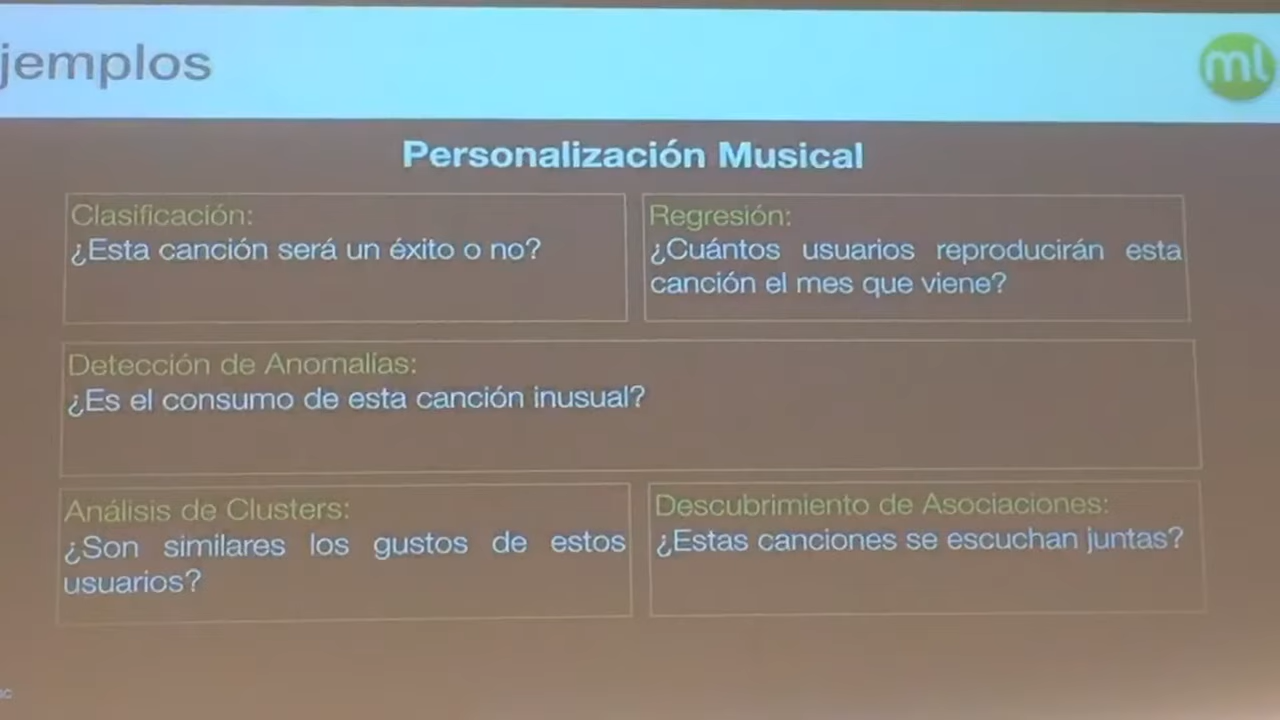 jemplos
ml
Personalización Musical
Clasificación:
¿Esta canción será un éxito o no?
Regresión:
¿Cuántos usuarios reproducirán esta
canción el mes que viene?
Detección de Anomalías:
¿Es el consumo de esta canción inusual?
Análisis de Clusters:
¿Son similares los gustos de estos
usuarios?
Descubrimiento de Asociaciones:
¿Estas canciones se escuchan juntas?